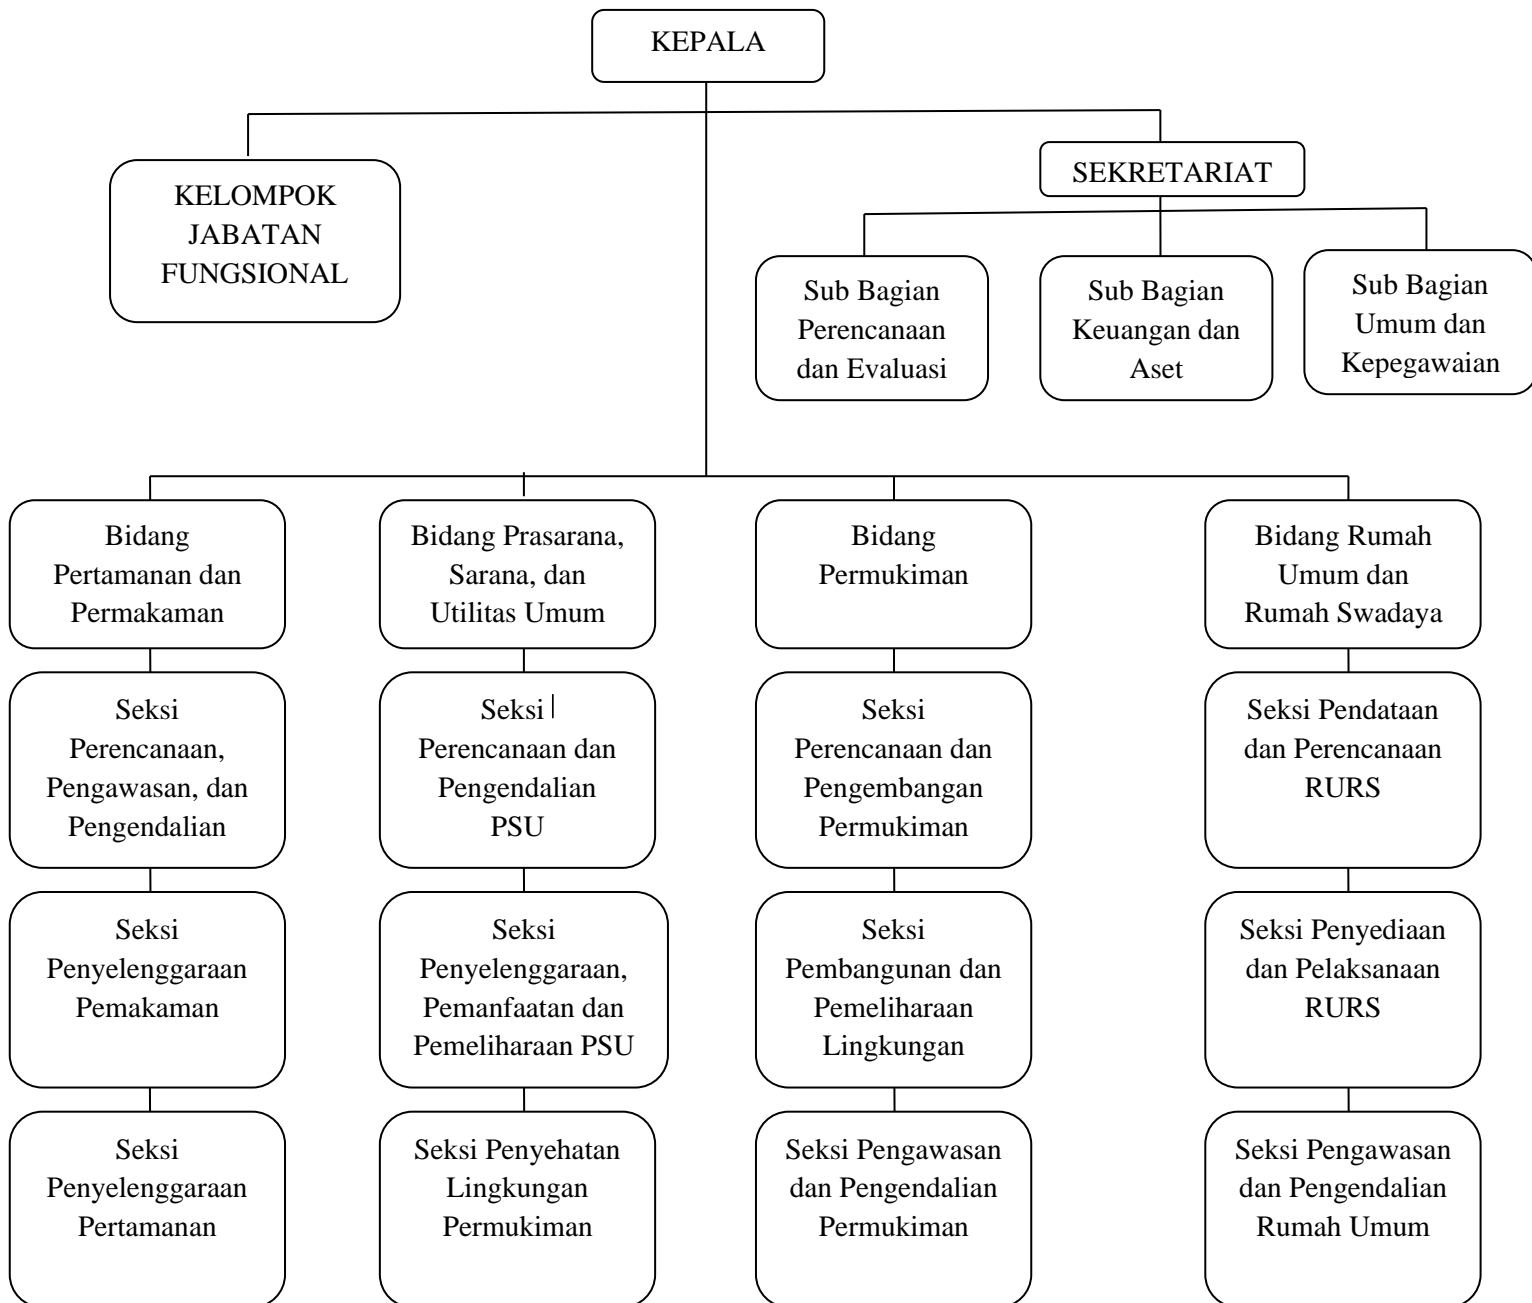 KEPALA
KELOMPOK
JABATAN
FUNGSIONAL
SEKRETARIAT
Sub Bagian
Perencanaan
dan Evaluasi
Sub Bagian
Keuangan dan
Aset
Sub Bagian
Umum dan
Kepegawaian
Bidang
Pertamanan dan
Permakaman
Bidang Prasarana,
Sarana, dan
Utilitas Umum
Bidang
Permukiman
Bidang Rumah
Umum dan
Rumah Swadaya
Seksi
Perencanaan,
Pengawasan, dan
Pengendalian
Seksi
Perencanaan dan
Pengendalian
PSU
Seksi
Perencanaan dan
Pengembangan
Permukiman
Seksi Pendataan
dan Perencanaan
RURS
Seksi
Penyelenggaraan
Pemakaman
Seksi
Penyelenggaraan,
Pemanfaatan dan
Pemeliharaan PSU
Seksi
Pembangunan dan
Pemeliharaan
Lingkungan
Seksi Penyediaan
dan Pelaksanaan
RURS
Seksi
Penyelenggaraan
Pertamanan
Seksi Penyehatan
Lingkungan
Permukiman
Seksi Pengawasan
dan Pengendalian
Permukiman
Seksi Pengawasan
dan Pengendalian
Rumah Umum